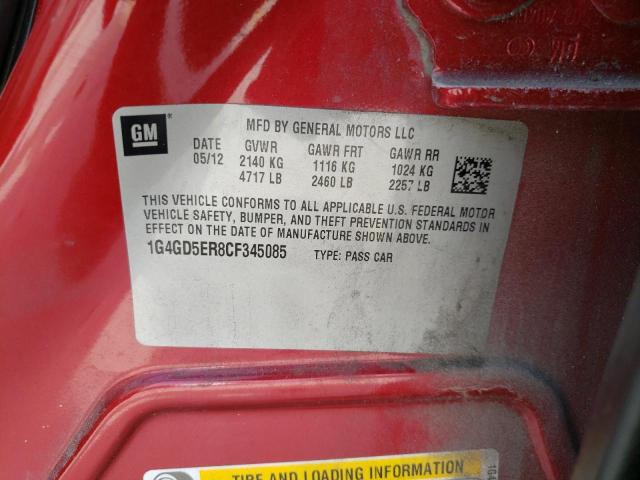 GM
MFD BY GENERAL MOTORS LLC
DATE GVWR GAWR FRT GAWR RR
05/12 2140 KG 1116 KG 1024 KG
4717 LB 2460 LB 2257 LB
THIS VEHICLE CONFORMS TO ALL APPLICABLE U.S. FEDERAL MOTOR
VEHICLE SAFETY, BUMPER, AND THEFT PREVENTION STANDARDS IN
EFFECT ON THE DATE OF MANUFACTURE SHOWN ABOVE.
1G4GD5ER8CF345085 TYPE: PASS CAR
TIRE AND LOADING INFORMATION